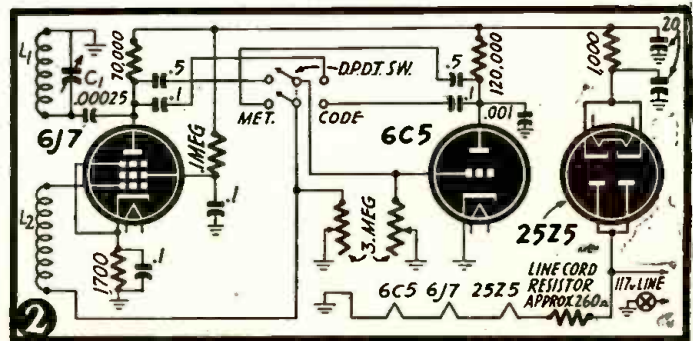 L1
C1
.00025
70,000
.5
.1
D.P.D.T. SW.
.5
.1
120,000
.001
1,000
20
6J7
.1 MEG
.1
MET.
CODE
6C5
25Z5
L2
1700
.1
3. MEG
6C5 6J7 25Z5
LINE CORD
RESISTOR
APPROX. 260Ω
117v LINE
2